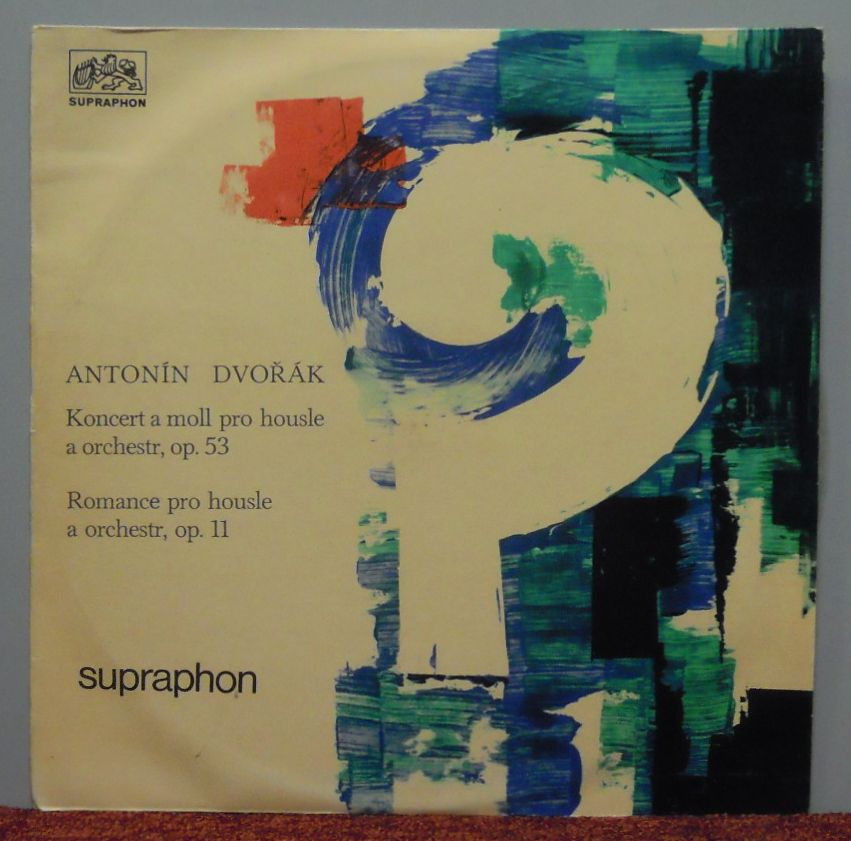 SUPRAPHON
ANTONÍN DVOŘÁK
Koncert a moll pro housle
a orchestr, op. 53
Romance pro housle
a orchestr, op. 11
supraphon